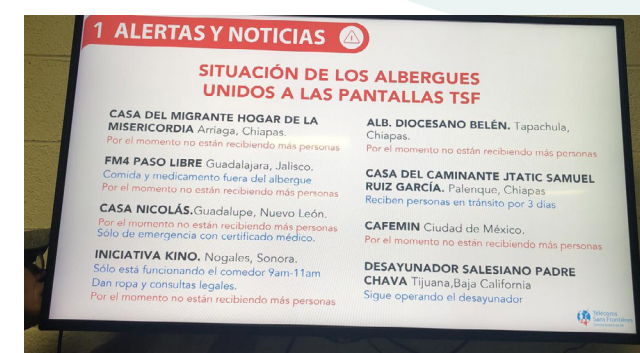 1 ALERTAS Y NOTICIAS
SITUACIÓN DE LOS ALBERGUES
UNIDOS A LAS PANTALLAS TSF
CASA DEL MIGRANTE HOGAR DE LA
MISERICORDIA Arriaga, Chiapas.
Por el momento no están recibiendo más personas
FM4 PASO LIBRE Guadalajara, Jalisco.
Comida y medicamento fuera del albergue
Por el momento no están recibiendo más personas
CASA NICOLÁS.Guadalupe, Nuevo León.
Por el momento no están recibiendo más personas
Sólo de emergencia con certificado médico.
INICIATIVA KINO. Nogales, Sonora.
Sólo está funcionando el comedor 9am-11am
Dan ropa y consultas legales.
Por el momento no están recibiendo más personas
ALB. DIOCESANO BELÉN. Tapachula,
Chiapas.
Por el momento no están recibiendo más personas
CASA DEL CAMINANTE JTATIC SAMUEL
RUIZ GARCÍA. Palenque, Chiapas
Reciben personas en tránsito por 3 dias
CAFEMIN Ciudad de México.
Por el momento no están recibiendo más personas
DESAYUNADOR SALESIANO PADRE
CHAVA Tijuana,Baja California
Sigue operando el desayunador
Télécoms
Sans Frontières